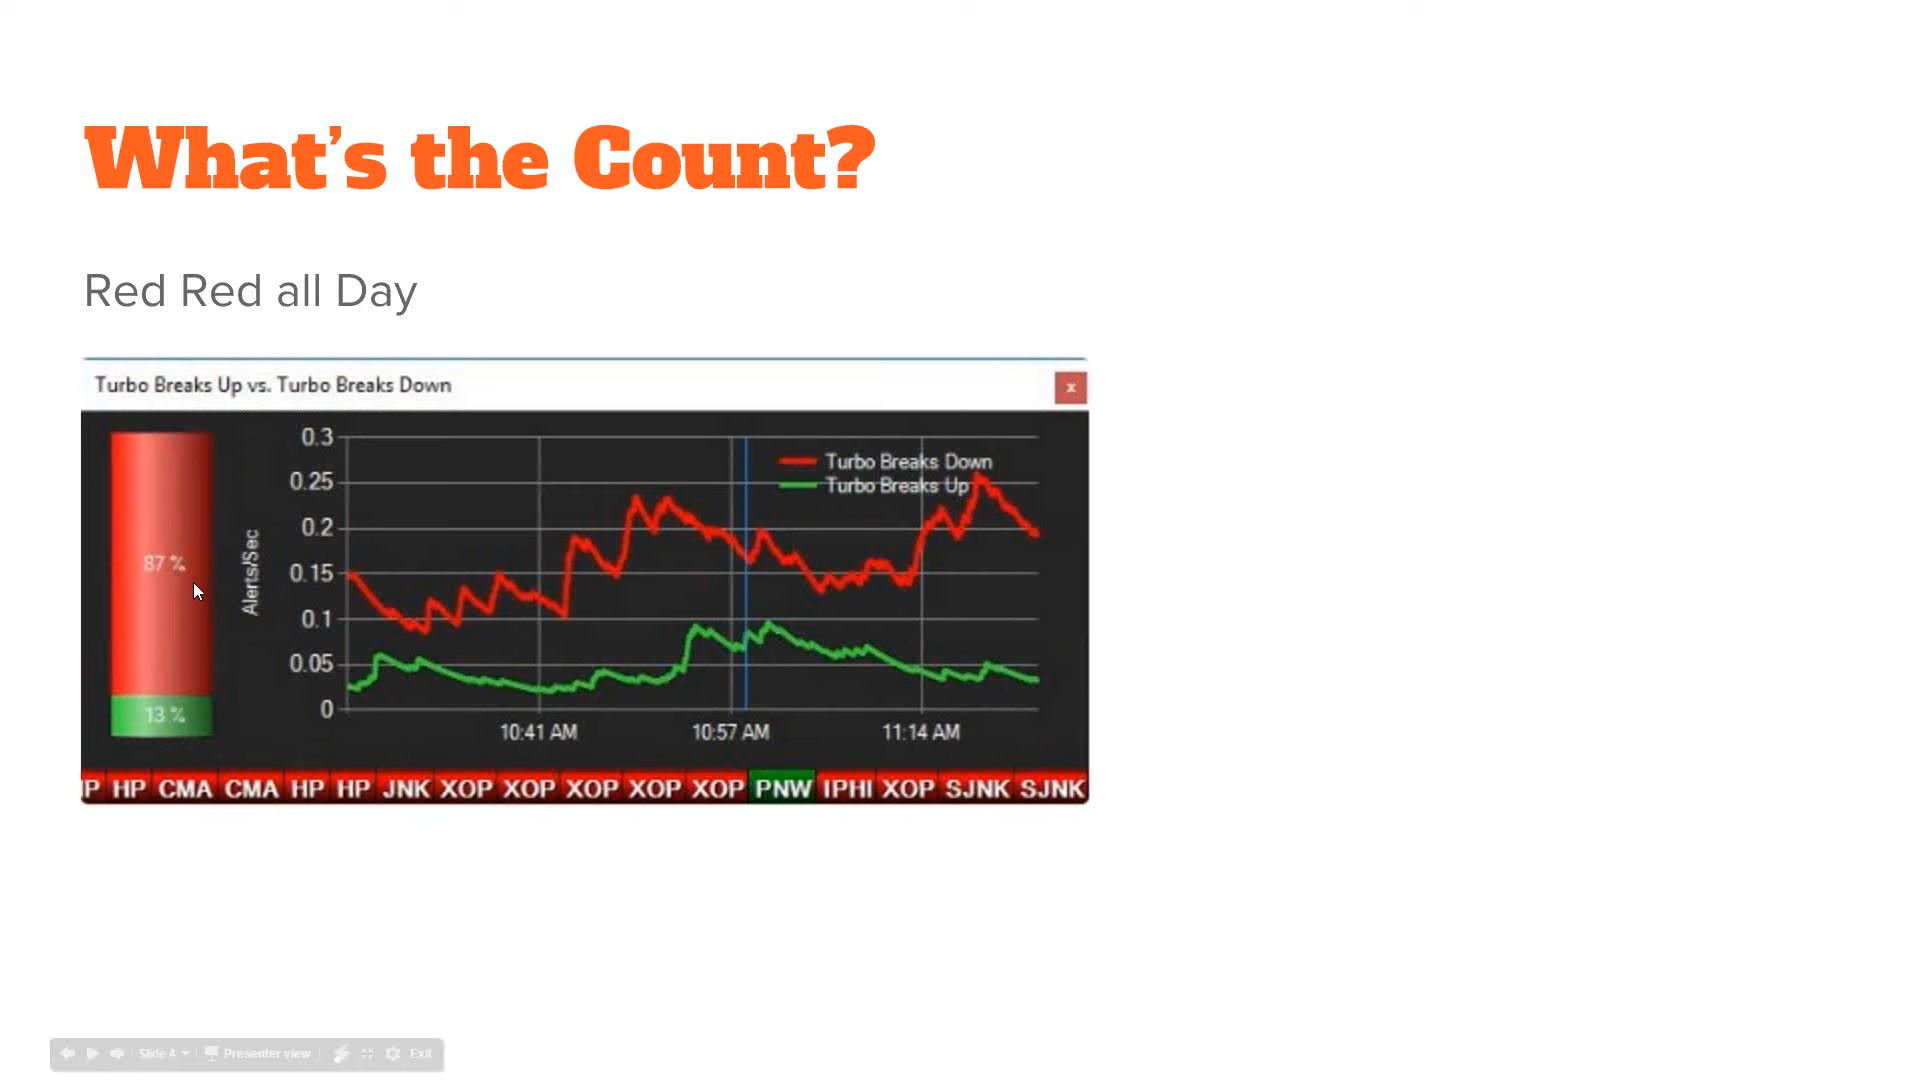 What's the Count?
Red Red all Day
Turbo Breaks Up vs. Turbo Breaks Down
x
87 %
13 %
Alerts/Sec
0.3
0.25
0.2
0.15
0.1
0.05
0
Turbo Breaks Down
Turbo Breaks Up
10:41 AM 10:57 AM 11:14 AM
IP HP CMA CMA HP HP JNK XOP XOP XOP XOP XOP PNW IPHI XOP SJNK SJNK
Slide 4 Presenter view Exit